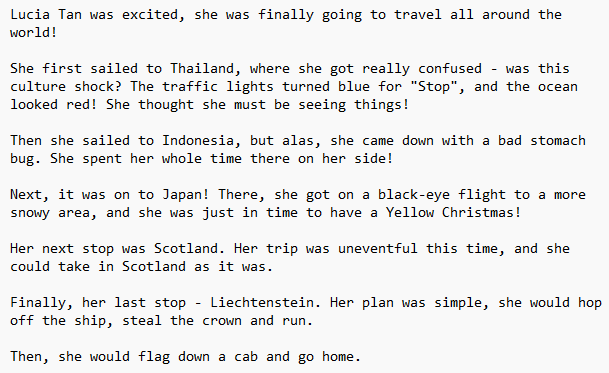 Lucia Tan was excited, she was finally going to travel all around the
world!
She first sailed to Thailand, where she got really confused - was this
culture shock? The traffic lights turned blue for "Stop", and the ocean
looked red! She thought she must be seeing things!
Then she sailed to Indonesia, but alas, she came down with a bad stomach
bug. She spent her whole time there on her side!
Next, it was on to Japan! There, she got on a black-eye flight to a more
snowy area, and she was just in time to have a Yellow Christmas!
Her next stop was Scotland. Her trip was uneventful this time, and she
could take in Scotland as it was.
Finally, her last stop - Liechtenstein. Her plan was simple, she would hop
off the ship, steal the crown and run.
Then, she would flag down a cab and go home.